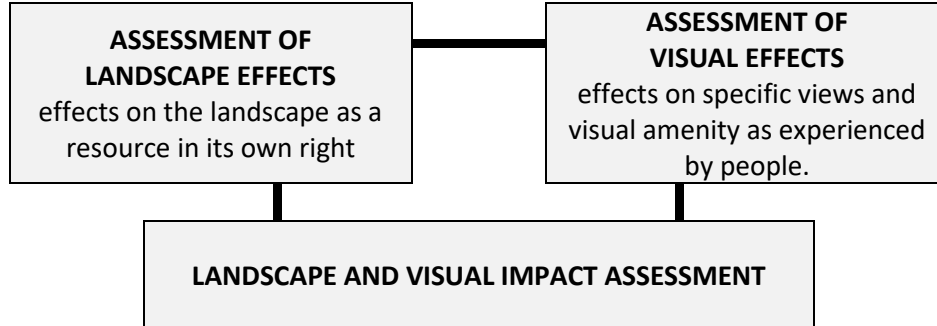 ASSESSMENT OF
LANDSCAPE EFFECTS
effects on the landscape as a
resource in its own right
ASSESSMENT OF
VISUAL EFFECTS
effects on specific views and
visual amenity as experienced
by people.
LANDSCAPE AND VISUAL IMPACT ASSESSMENT